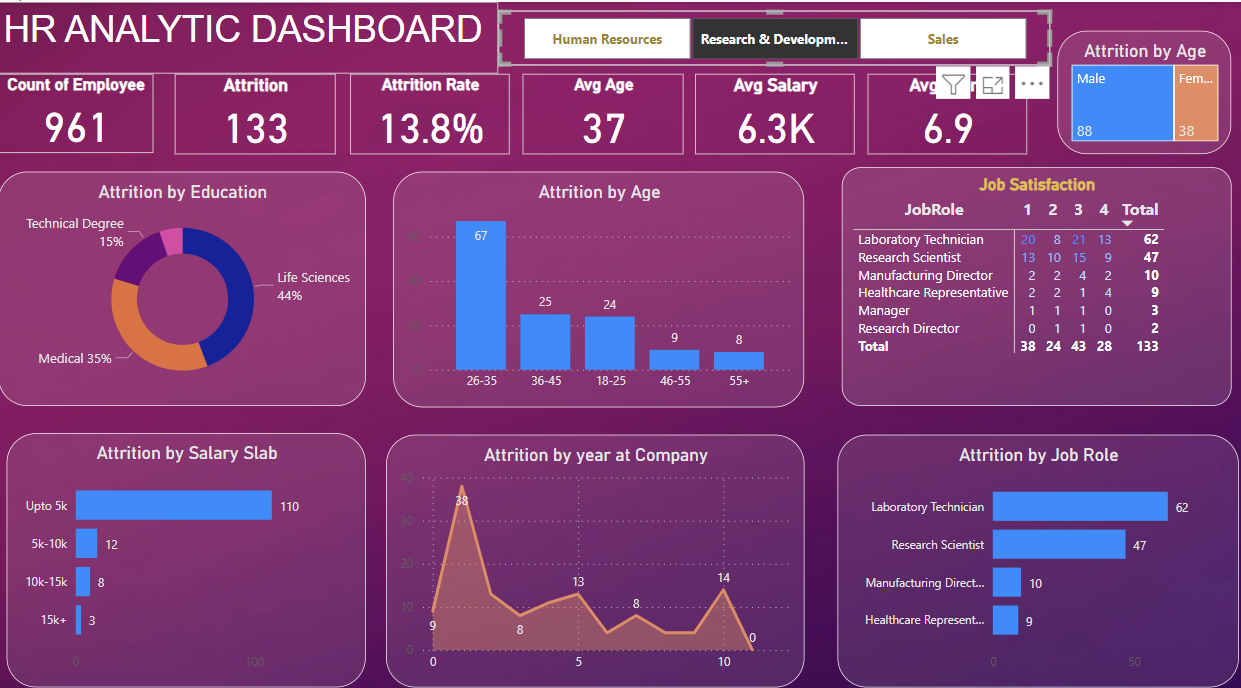 HR ANALYTIC DASHBOARD
Human Resources
Research & Developm...
Sales
Count of Employee
961
Attrition
133
Attrition Rate
13.8%
Avg Age
37
Avg Salary
6.3K
Avg
6.9
Attrition by Age
Male
88
Fem...
38
Attrition by Education
Technical Degree
15%
Life Sciences
44%
Medical 35%
Attrition by Age
60
40
20
0
67
25
24
9
8
26-35
36-45
18-25
46-55
55+
Job Satisfaction
JobRole 1 2 3 4 Total
Laboratory Technician 20 8 21 13 62
Research Scientist 13 10 15 9 47
Manufacturing Director 2 2 4 2 10
Healthcare Representative 2 2 1 4 9
Manager 1 1 1 0 3
Research Director 0 1 1 0 2
Total 38 24 43 28 133
Attrition by Salary Slab
Upto 5k 110
5k-10k 12
10k-15k 8
15k+ 3
0 100
Attrition by year at Company
40
30
20
10
0
9
38
8
13
8
14
0
0 5 10
Attrition by Job Role
Laboratory Technician 62
Research Scientist 47
Manufacturing Direct... 10
Healthcare Represent... 9
0 50